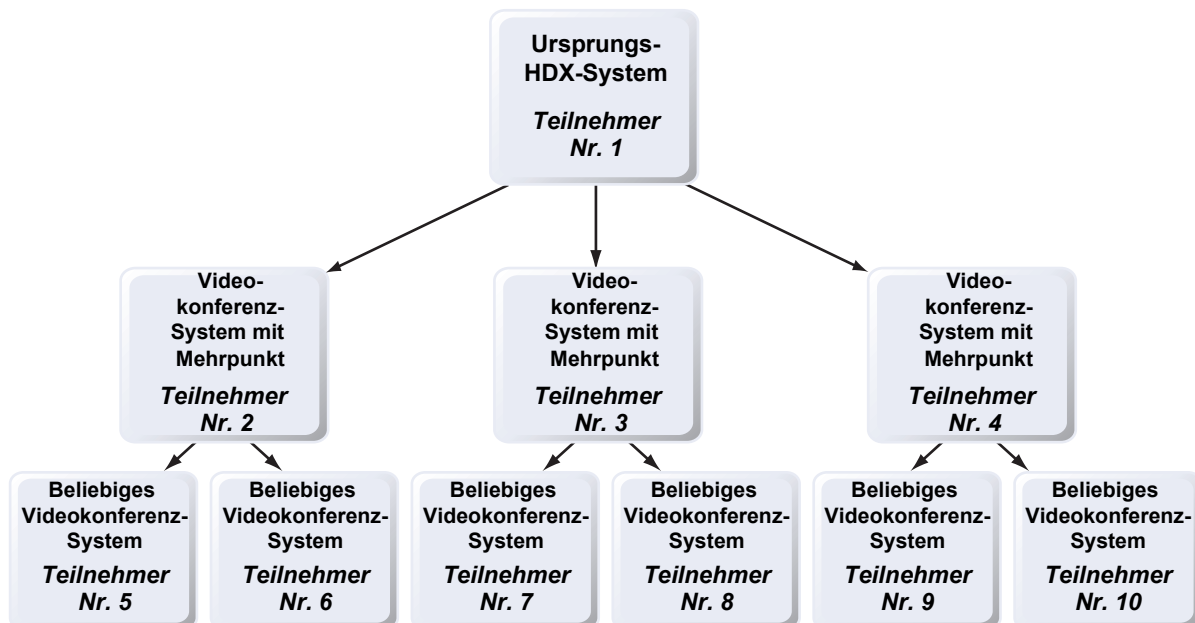 Ursprungs-
HDX-System
Teilnehmer
Nr. 1
Video-
konferenz-
System mit
Mehrpunkt
Teilnehmer
Nr. 2
Video-
konferenz-
System mit
Mehrpunkt
Teilnehmer
Nr. 3
Video-
konferenz-
System mit
Mehrpunkt
Teilnehmer
Nr. 4
Beliebiges
Videokonferenz-
System
Teilnehmer
Nr. 5
Beliebiges
Videokonferenz-
System
Teilnehmer
Nr. 6
Beliebiges
Videokonferenz-
System
Teilnehmer
Nr. 7
Beliebiges
Videokonferenz-
System
Teilnehmer
Nr. 8
Beliebiges
Videokonferenz-
System
Teilnehmer
Nr. 9
Beliebiges
Videokonferenz-
System
Teilnehmer
Nr. 10